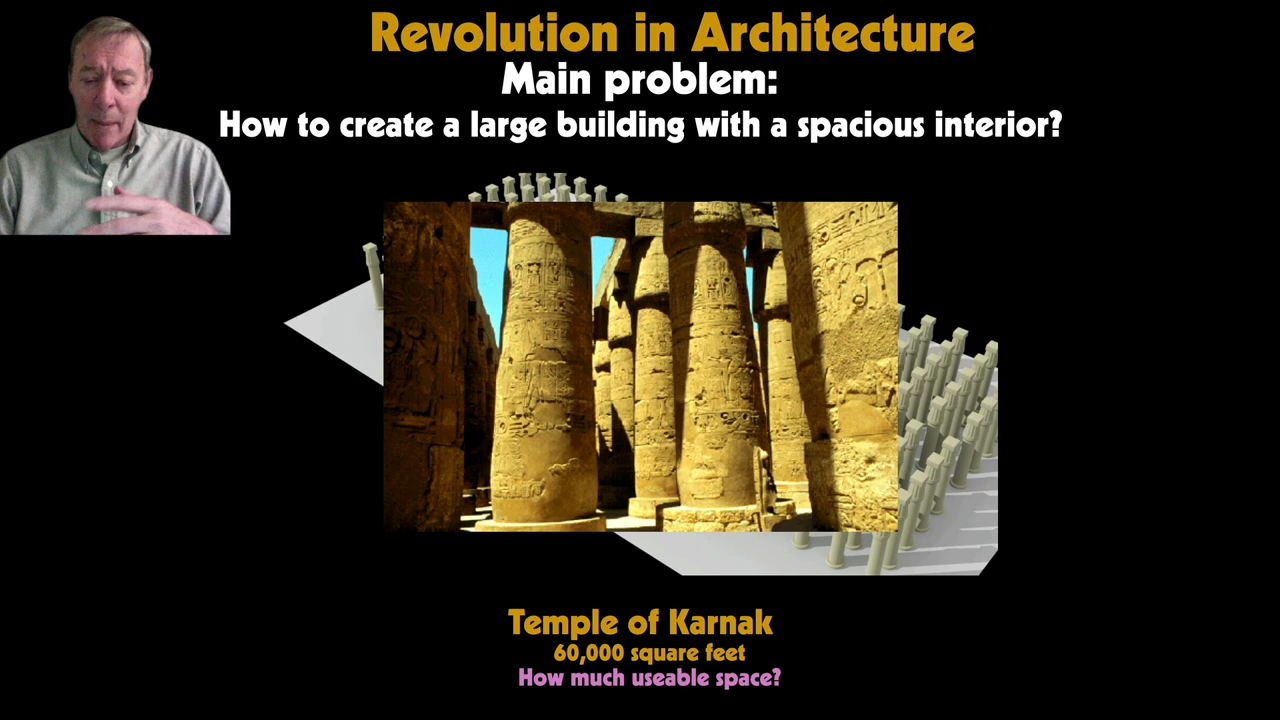 Revolution in Architecture
Main problem:
How to create a large building with a spacious interior?
Temple of Karnak
60,000 square feet
How much useable space?